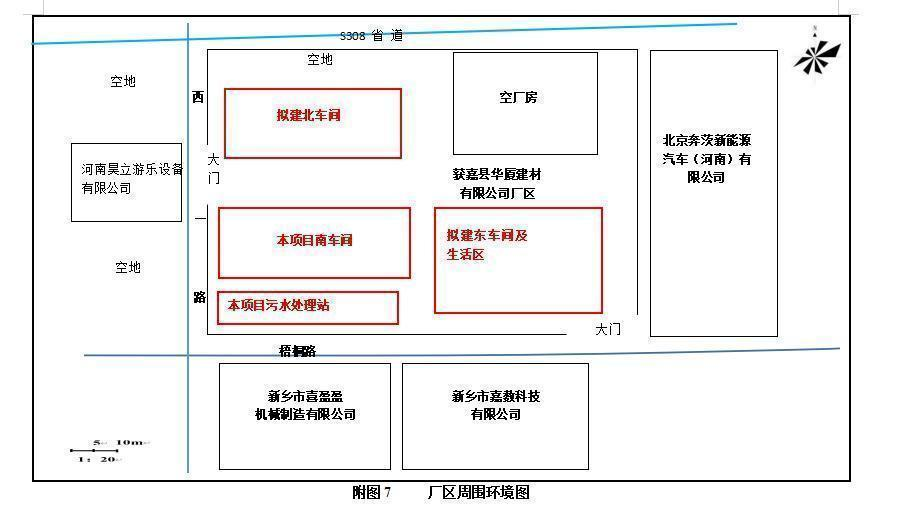 S308 省 道
N
空地
空地
西
拟建北车间
空厂房
北京奔茨新能源
汽车（河南）有
限公司
河南昊立游乐设备
有限公司
大
门
获嘉县华厦建材
有限公司厂区
一
本项目南车间
拟建东车间及
生活区
空地
路
本项目污水处理站
大门
梧桐路
新乡市喜盈盈
机械制造有限公司
新乡市嘉敖科技
有限公司
5 10m
1：20
附图 7 厂区周围环境图